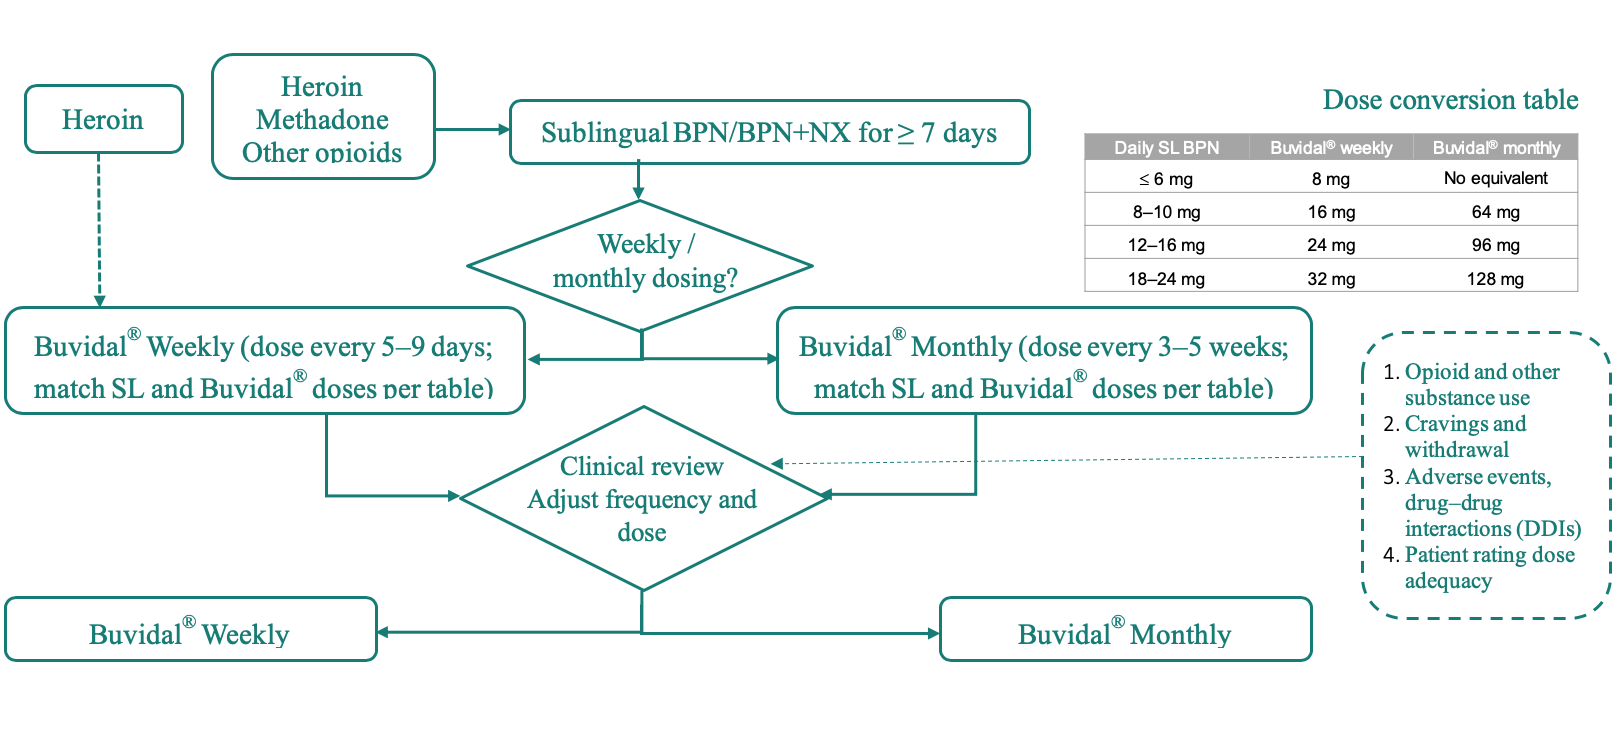 Heroin
Heroin
Methadone
Other opioids
Sublingual BPN/BPN+NX for ≥ 7 days
Weekly /
monthly dosing?
Buvidal® Weekly (dose every 5–9 days;
match SL and Buvidal® doses per table)
Buvidal® Monthly (dose every 3–5 weeks;
match SL and Buvidal® doses per table)
Clinical review
Adjust frequency and
dose
Buvidal® Weekly
Buvidal® Monthly
Dose conversion table
Daily SL BPN Buvidal® weekly Buvidal® monthly
≤ 6 mg 8 mg No equivalent
8–10 mg 16 mg 64 mg
12–16 mg 24 mg 96 mg
18–24 mg 32 mg 128 mg
1. Opioid and other
substance use
2. Cravings and
withdrawal
3. Adverse events,
drug–drug
interactions (DDIs)
4. Patient rating dose
adequacy